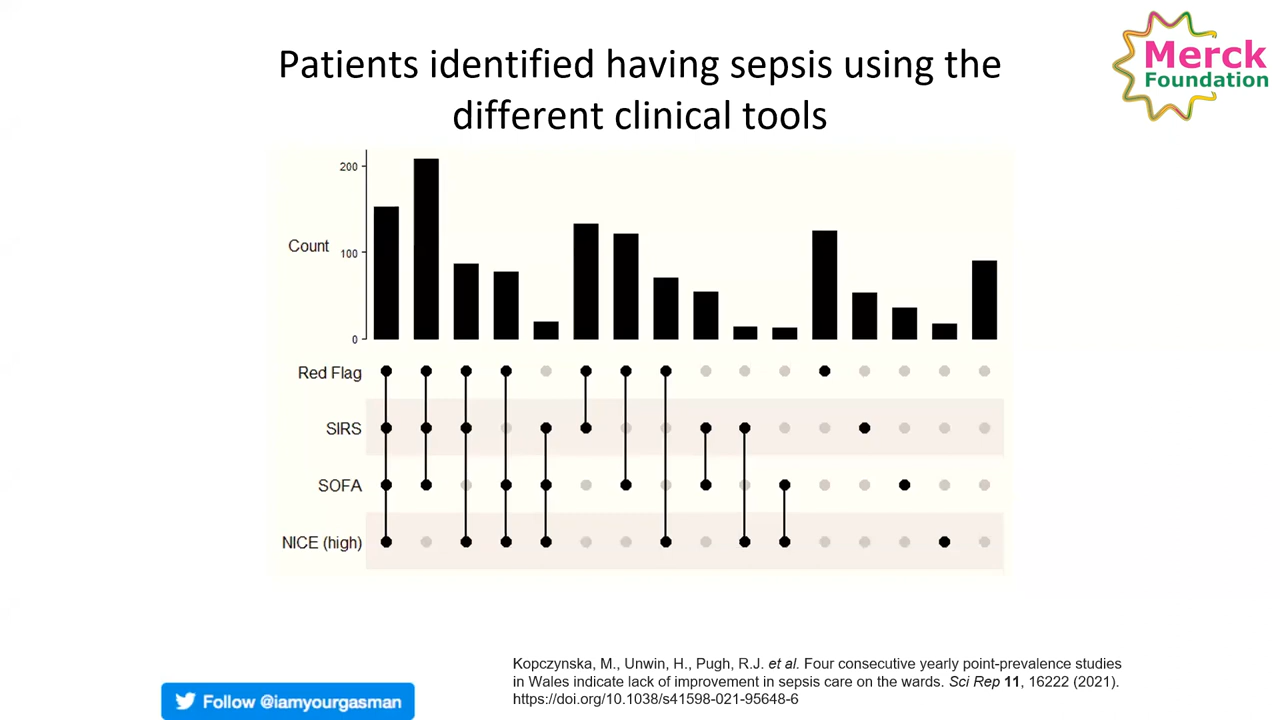 Patients identified having sepsis using the
different clinical tools
Merck
Foundation
200
Count
100
0
Red Flag
SIRS
SOFA
NICE (high)
Kopczynska, M., Unwin, H., Pugh, R.J. et al. Four consecutive yearly point-prevalence studies
in Wales indicate lack of improvement in sepsis care on the wards. Sci Rep 11, 16222 (2021).
https://doi.org/10.1038/s41598-021-95648-6
Follow @iamyourgasman